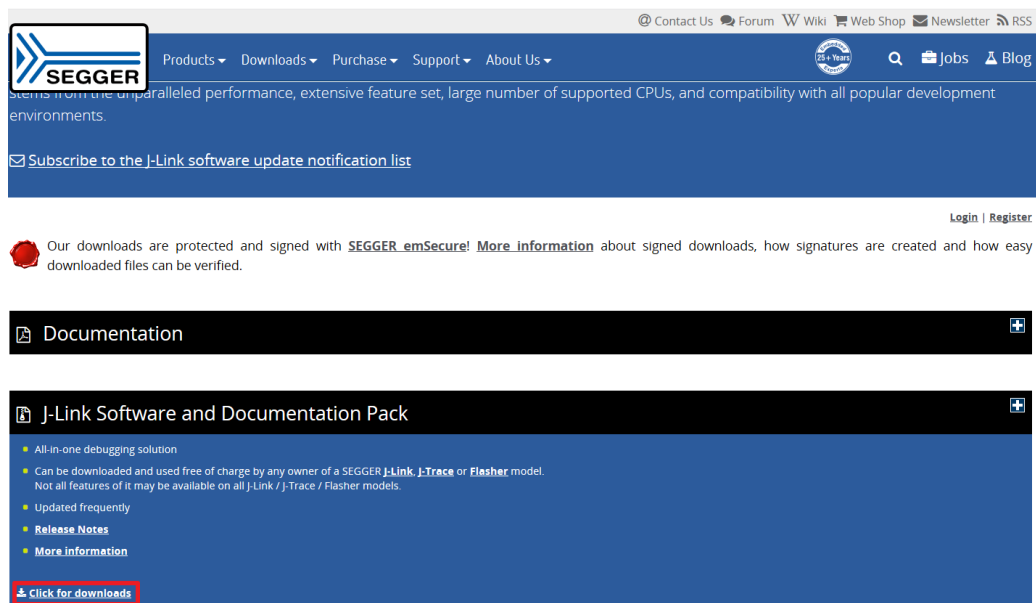 Contact Us Forum Wiki Web Shop Newsletter RSS
SEGGER
Products Downloads Purchase Support About Us 25+ Years Jobs Blog
stems from the unparalleled performance, extensive feature set, large number of supported CPUs, and compatibility with all popular development
environments.
Subscribe to the J-Link software update notification list
Login | Register
Our downloads are protected and signed with SEGGER emSecure! More information about signed downloads, how signatures are created and how easy
downloaded files can be verified.
Documentation
J-Link Software and Documentation Pack
All-in-one debugging solution
Can be downloaded and used free of charge by any owner of a SEGGER J-Link, J-Trace or Flasher model.
Not all features of it may be available on all J-Link / J-Trace / Flasher models.
Updated frequently
Release Notes
More information
Click for downloads